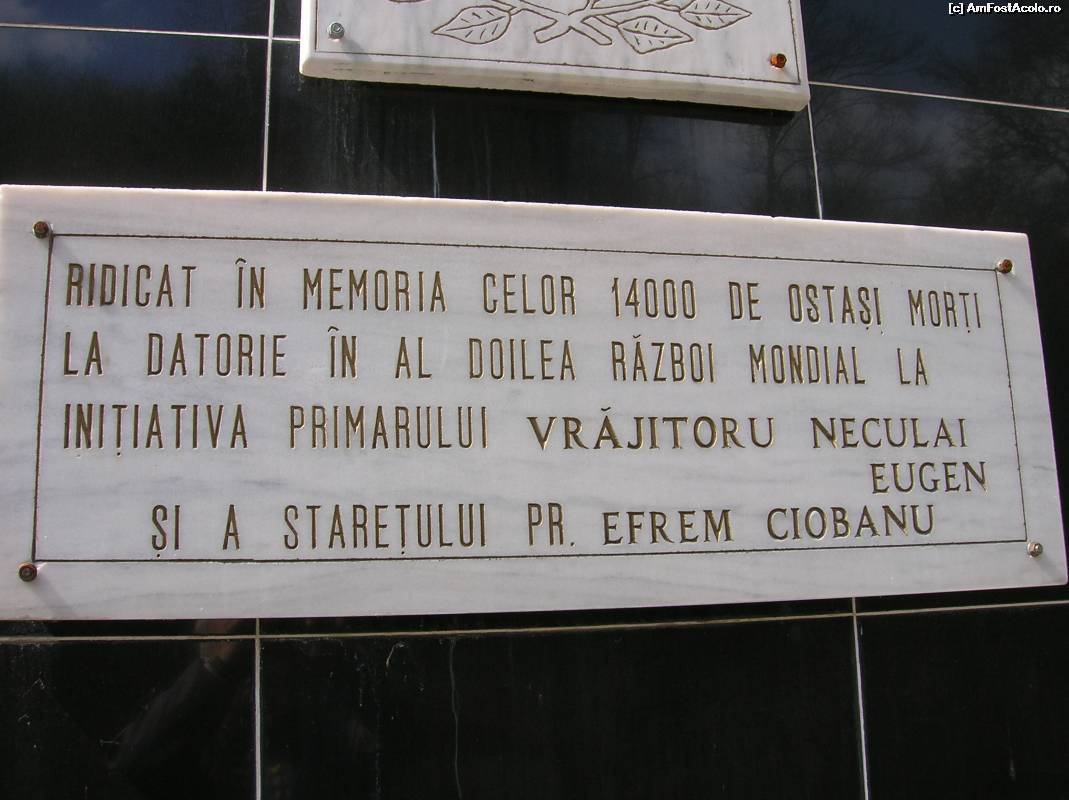 [c] AmFostAcolo.ro
RIDICAT ÎN MEMORIA CELOR 14000 DE OSTAȘI MORȚI
LA DATORIE ÎN AL DOILEA RĂZBOI MONDIAL LA
INIȚIATIVA PRIMARULUI VRĂJITORU NECULAI
EUGEN
ȘI A STAREȚULUI PR. EFREM CIOBANU